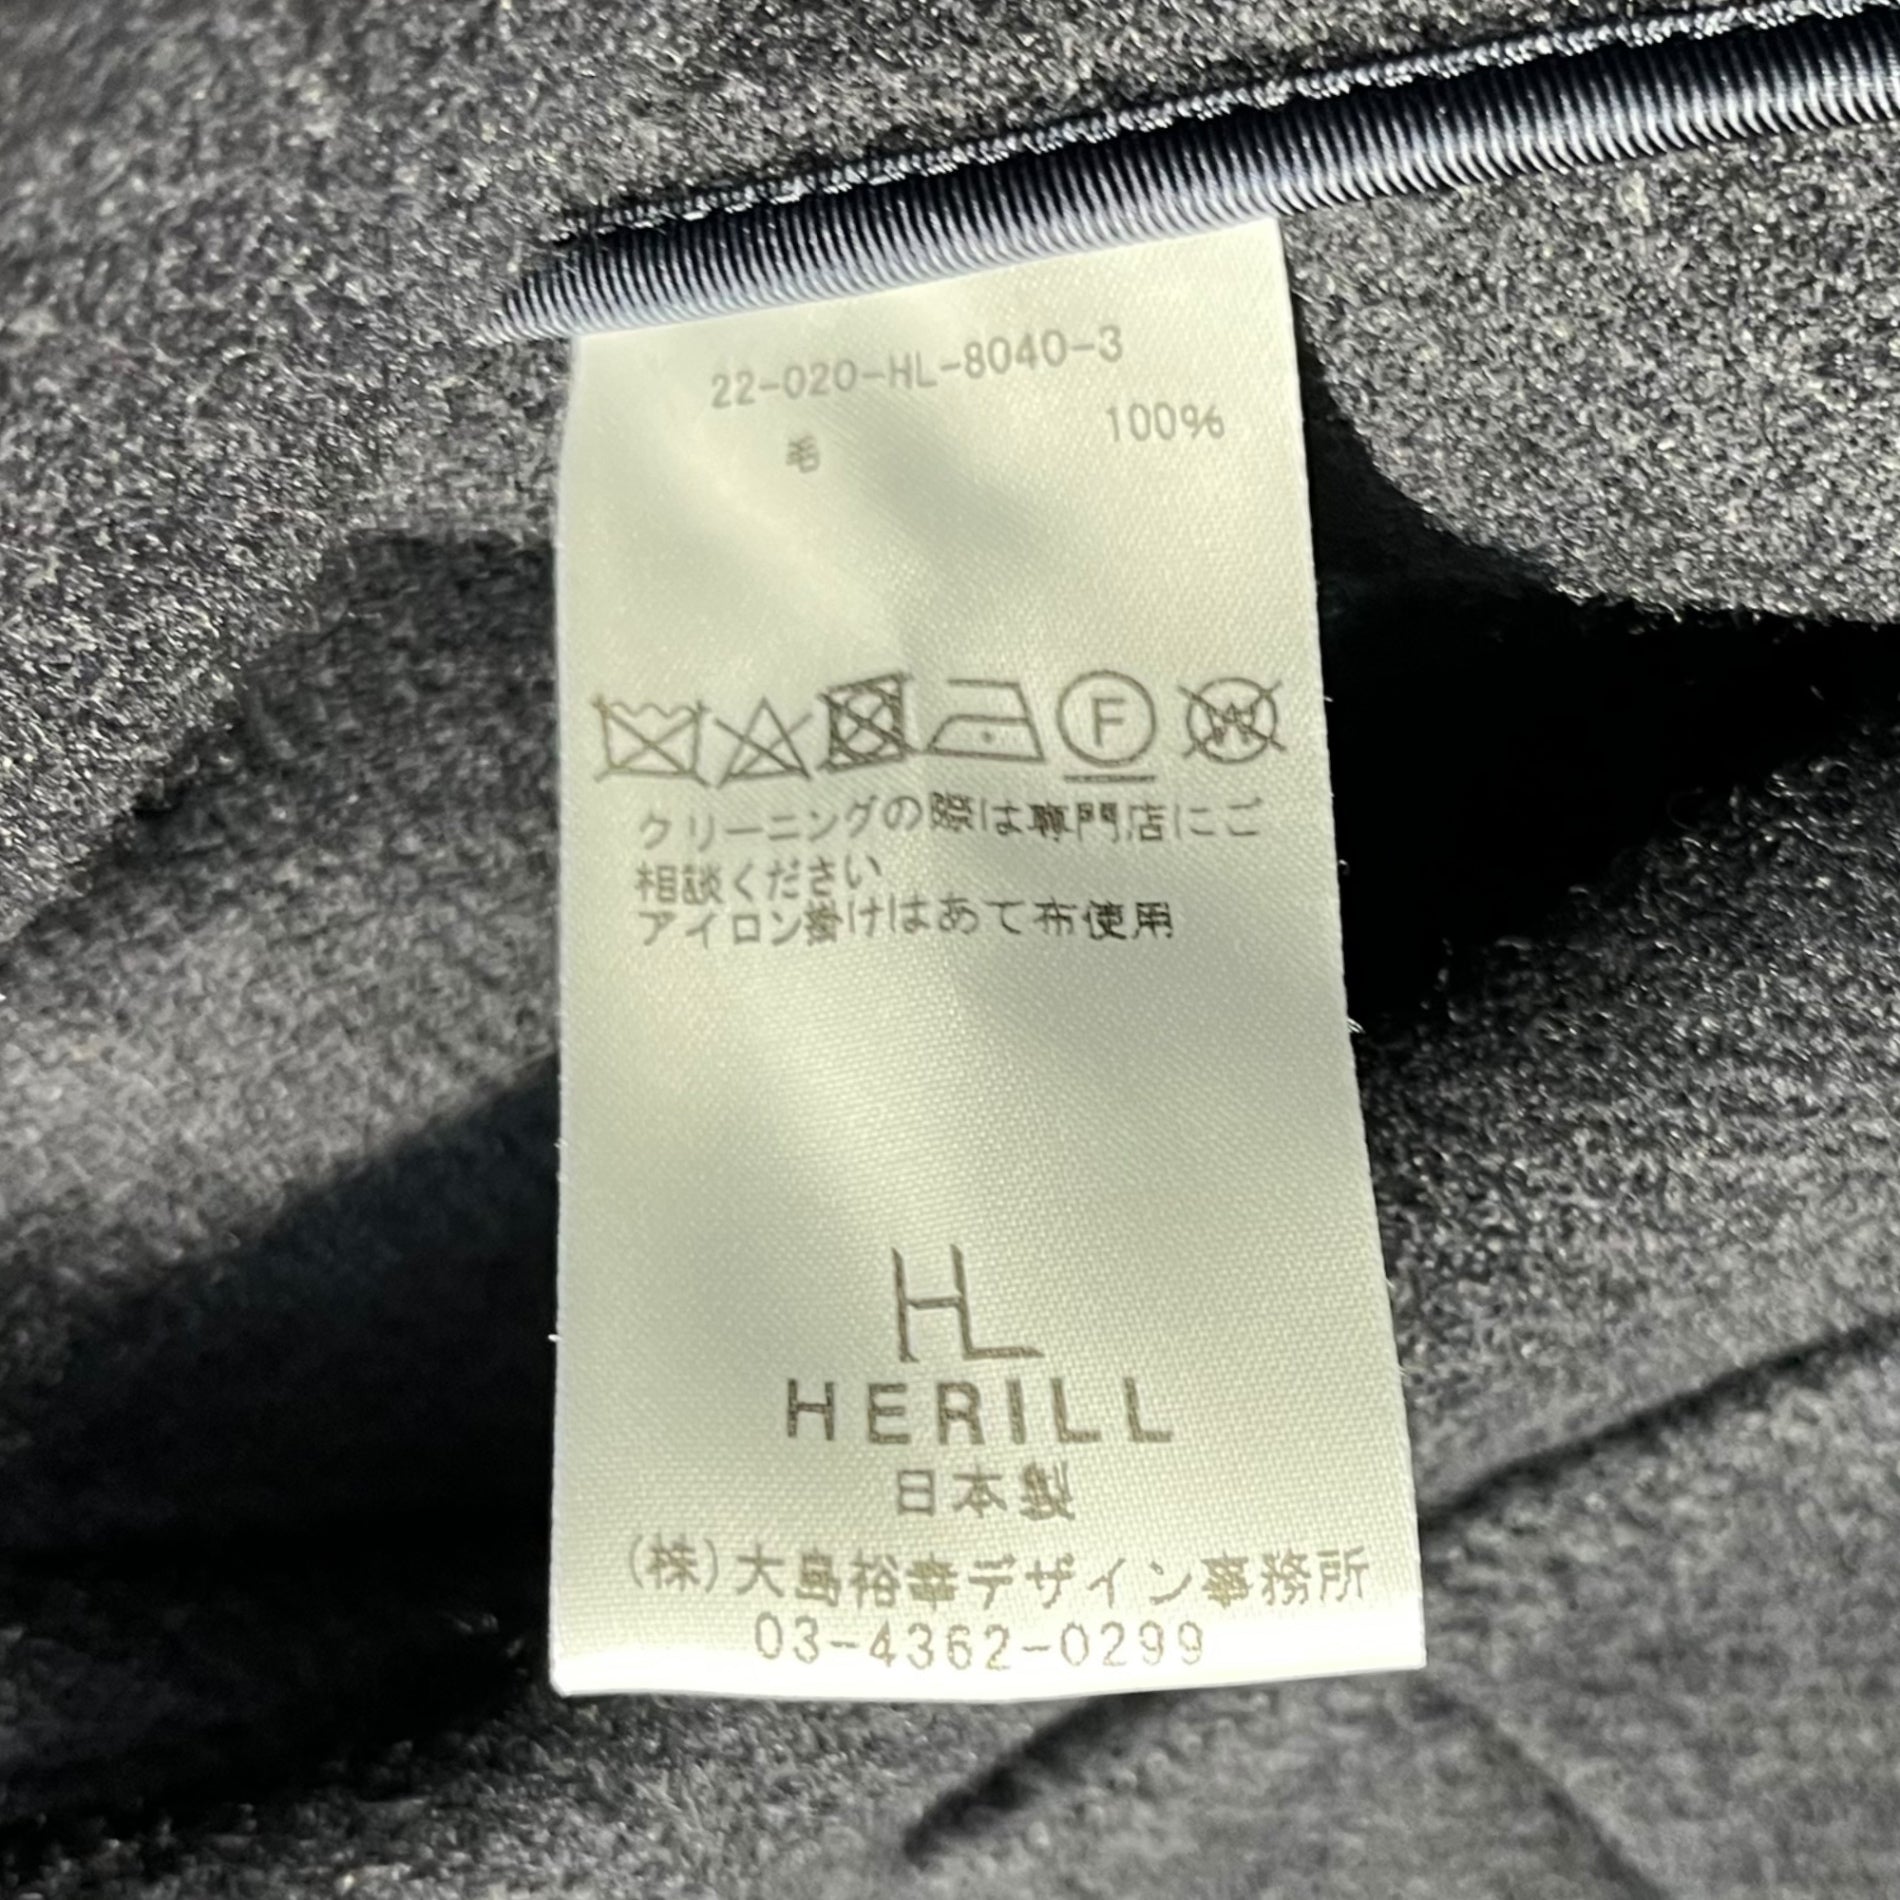 22-020-HL-8040-3
毛 100%
F W
クリーニングの際は専門店にご
相談ください
アイロン掛けはあて布使用
HL
HERILL
日本製
(株)大島裕幸デザイン事務所
03-4362-0299